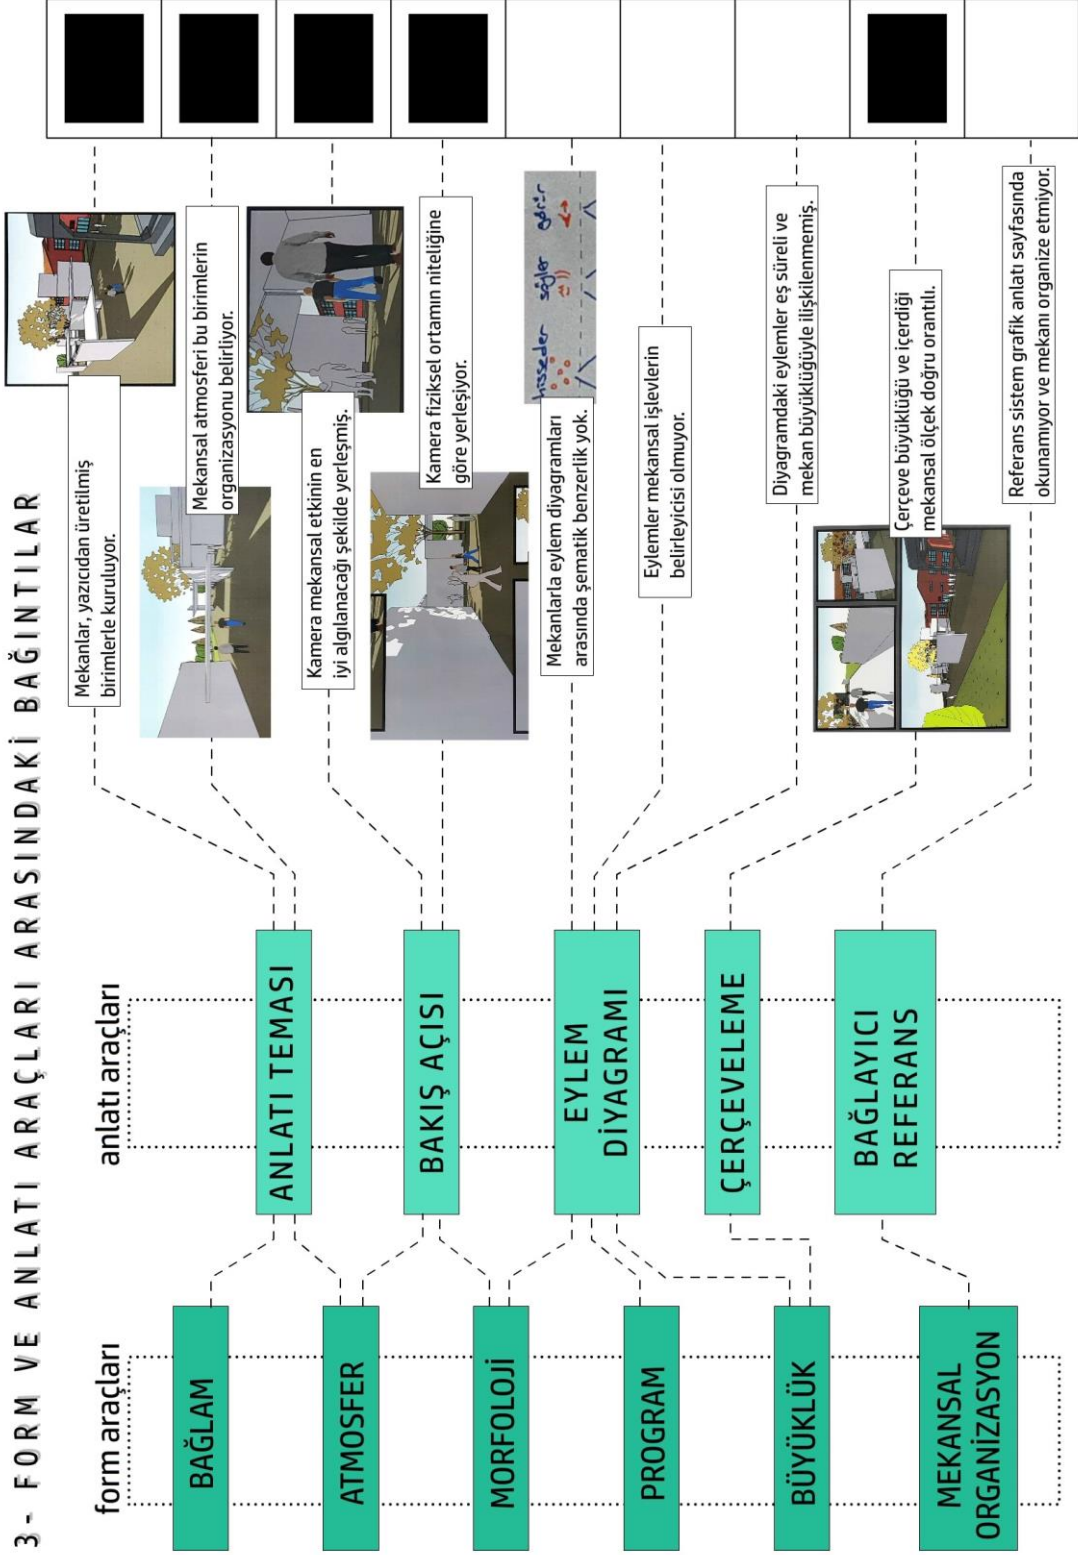 3- FORM VE ANLATI ARAÇLARI ARASINDAKİ BAĞINTILAR
form araçları
BAĞLAM
ATMOSFER
MORFOLOJİ
PROGRAM
BÜYÜKLÜK
MEKANSAL
ORGANİZASYON
anlatı araçları
ANLATI TEMASI
BAKIŞ AÇISI
EYLEM
DİYAGRAMI
ÇERÇEVELEME
BAĞLAYICI
REFERANS
Mekanlar, yazıcıdan üretilmiş
birimlerle kuruluyor.
Mekansal atmosferi bu birimlerin
organizasyonu belirliyor.
Kamera mekansal etkinin en
iyi algılanacağı şekilde yerleşmiş.
Kamera fiziksel ortamının niteliğine
göre yerleşiyor.
hisseder söyler görür
Mekanlarla eylem diyagramları
arasında şematik benzerlik yok.
Eylemler mekansal işlevlerin
belirleyicisi olmuyor.
Diyagramdaki eylemler eş süreli ve
mekan büyüklüğüyle ilişkilenmemiş.
Çerçeve büyüklüğü ve içerdiği
mekansal ölçek doğru orantılı.
Referans sistem grafik anlatı sayfasında
okunamıyor ve mekanı organize etmiyor.